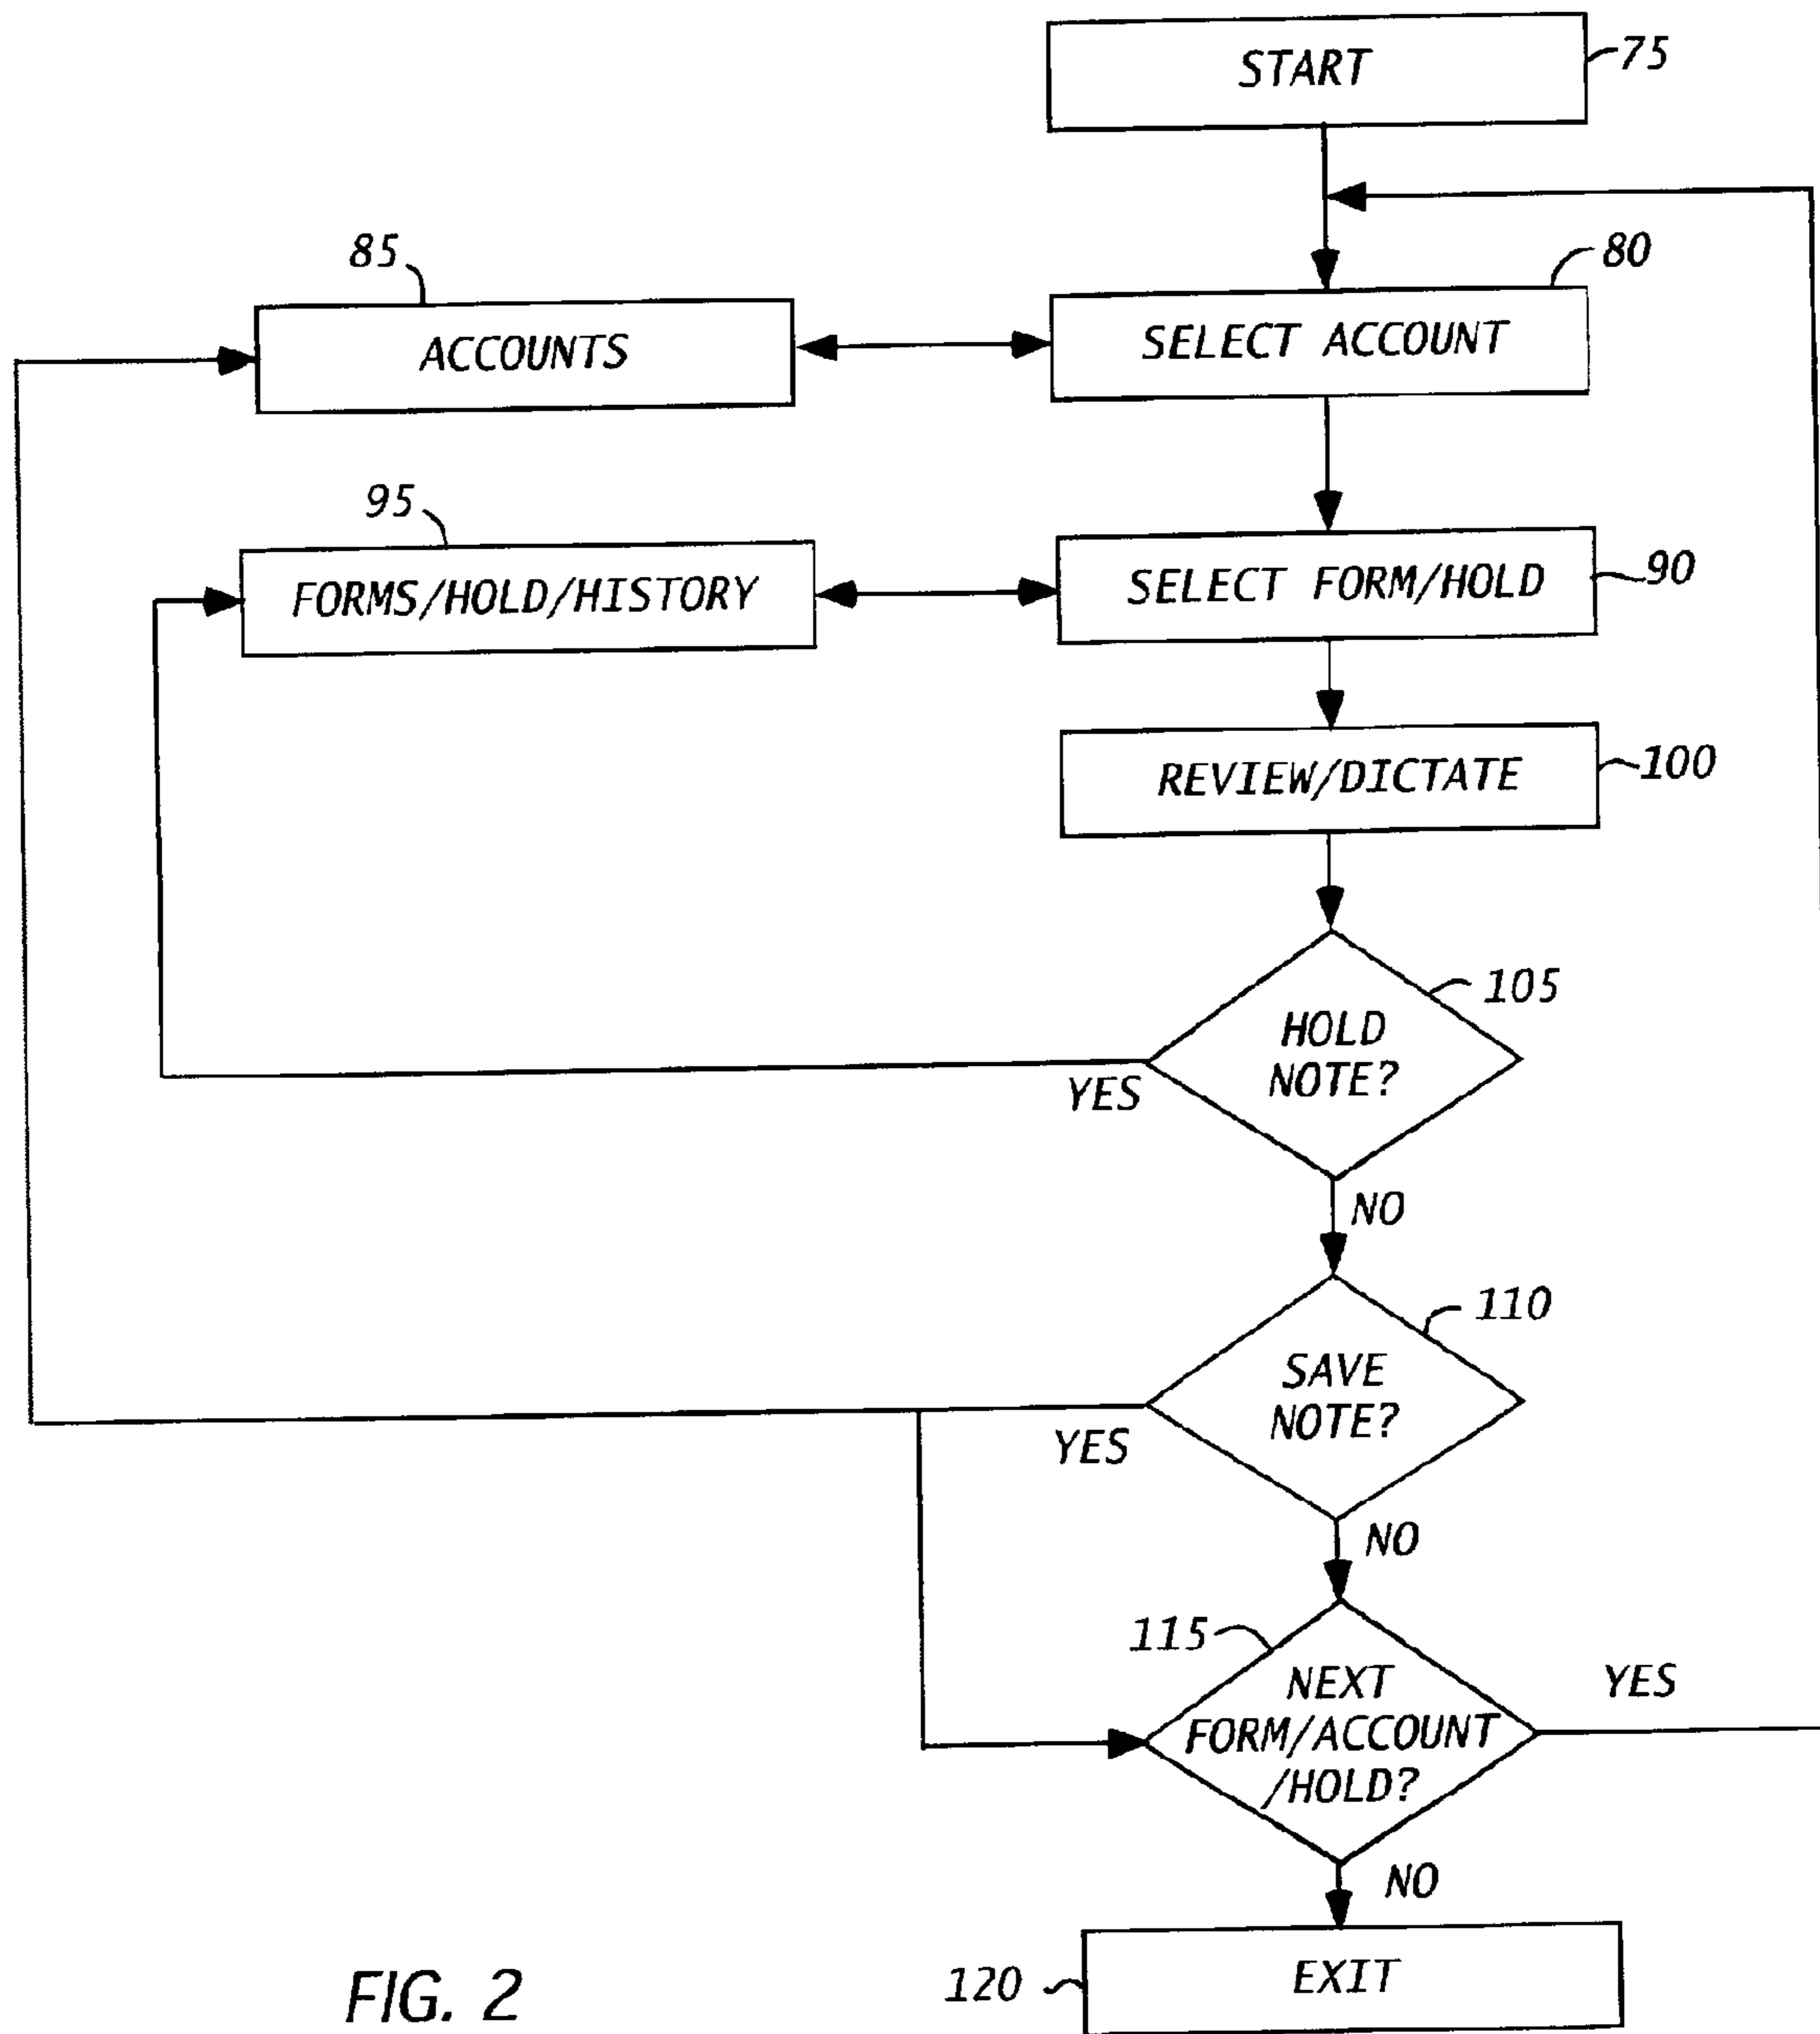 START
75
85
80
ACCOUNTS
SELECT ACCOUNT
95
FORMS/HOLD/HISTORY
SELECT FORM/HOLD
90
REVIEW/DICTATE
100
105
HOLD
NOTE?
YES
NO
110
SAVE
NOTE?
YES
NO
115
NEXT
FORM/ACCOUNT
/HOLD?
YES
NO
120
EXIT
FIG. 2